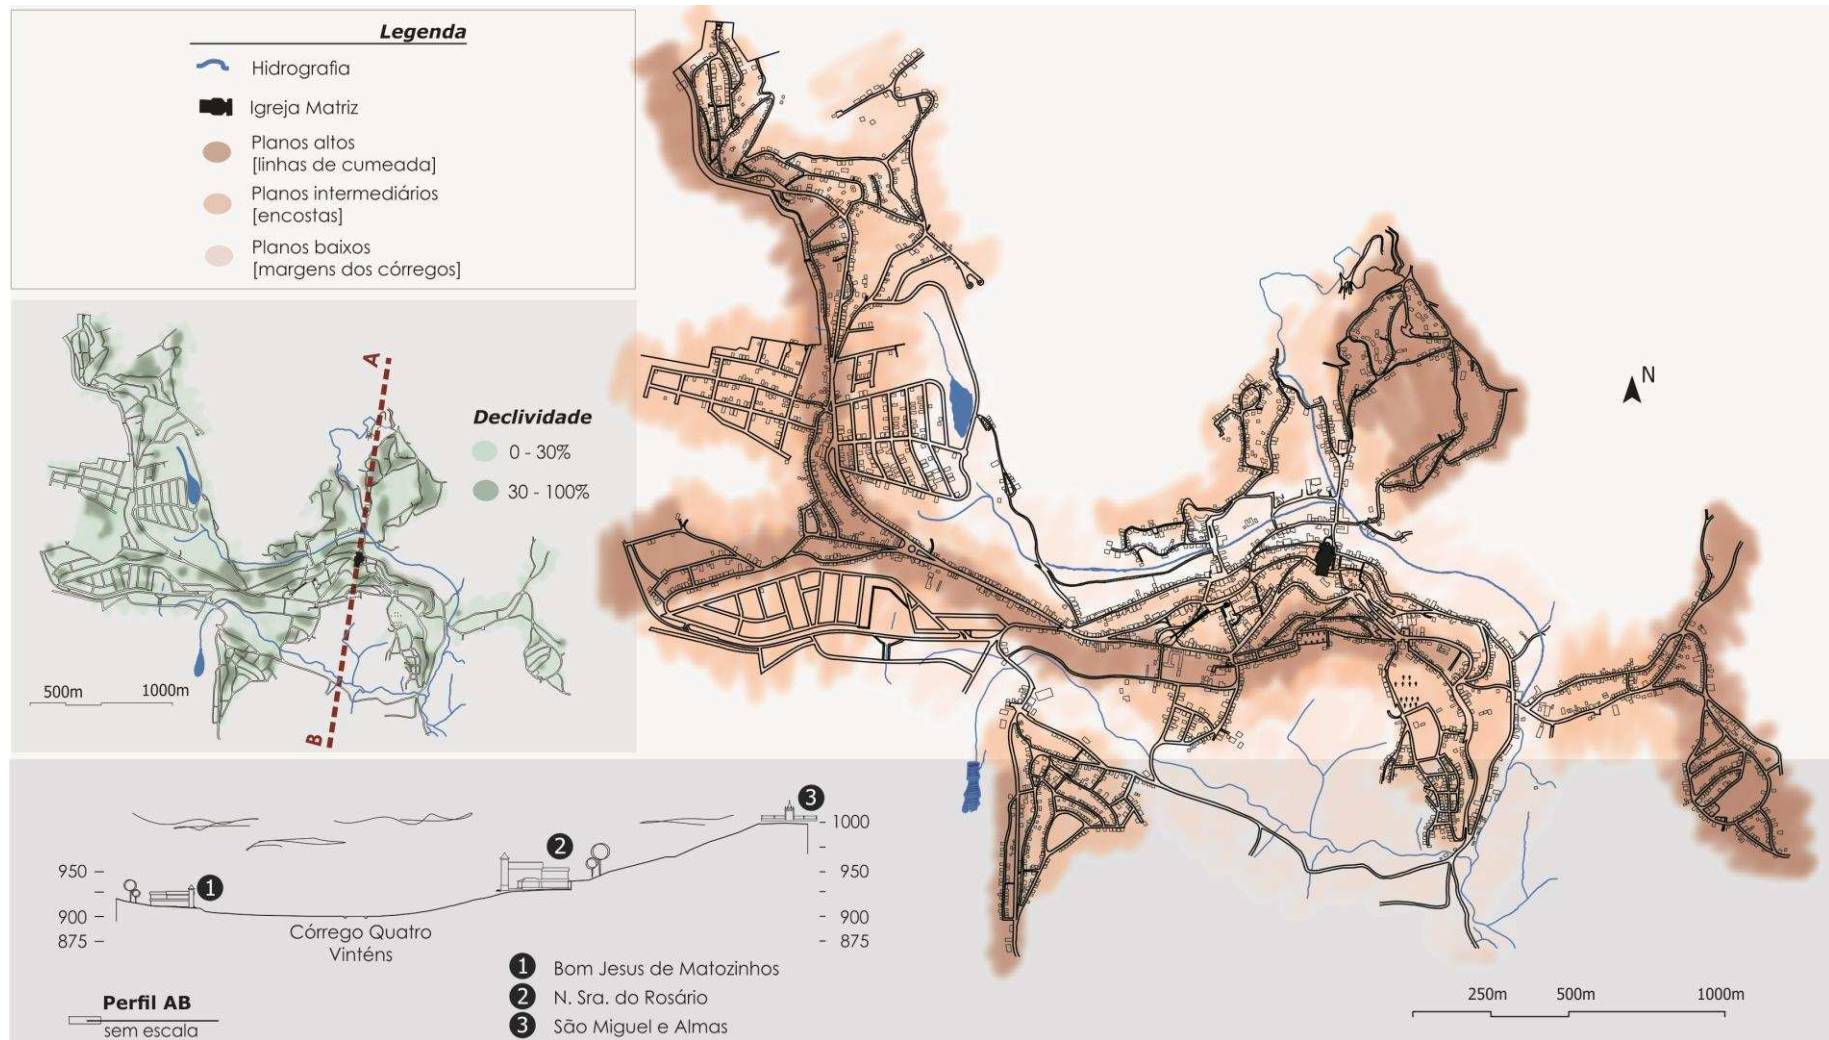 Legenda
Hidrografia
Igreja Matriz
Planos altos
[linhas de cumeada]
Planos intermediários
[encostas]
Planos baixos
[margens dos córregos]
N
A
B
Declividade
0 - 30%
30 - 100%
500m 1000m
3
2
1
1000
950 950
900 900
875 875
Córrego Quatro
Vinténs
1 Bom Jesus de Matozinhos
2 N. Sra. do Rosário
3 São Miguel e Almas
Perfil AB
sem escala
250m 500m 1000m